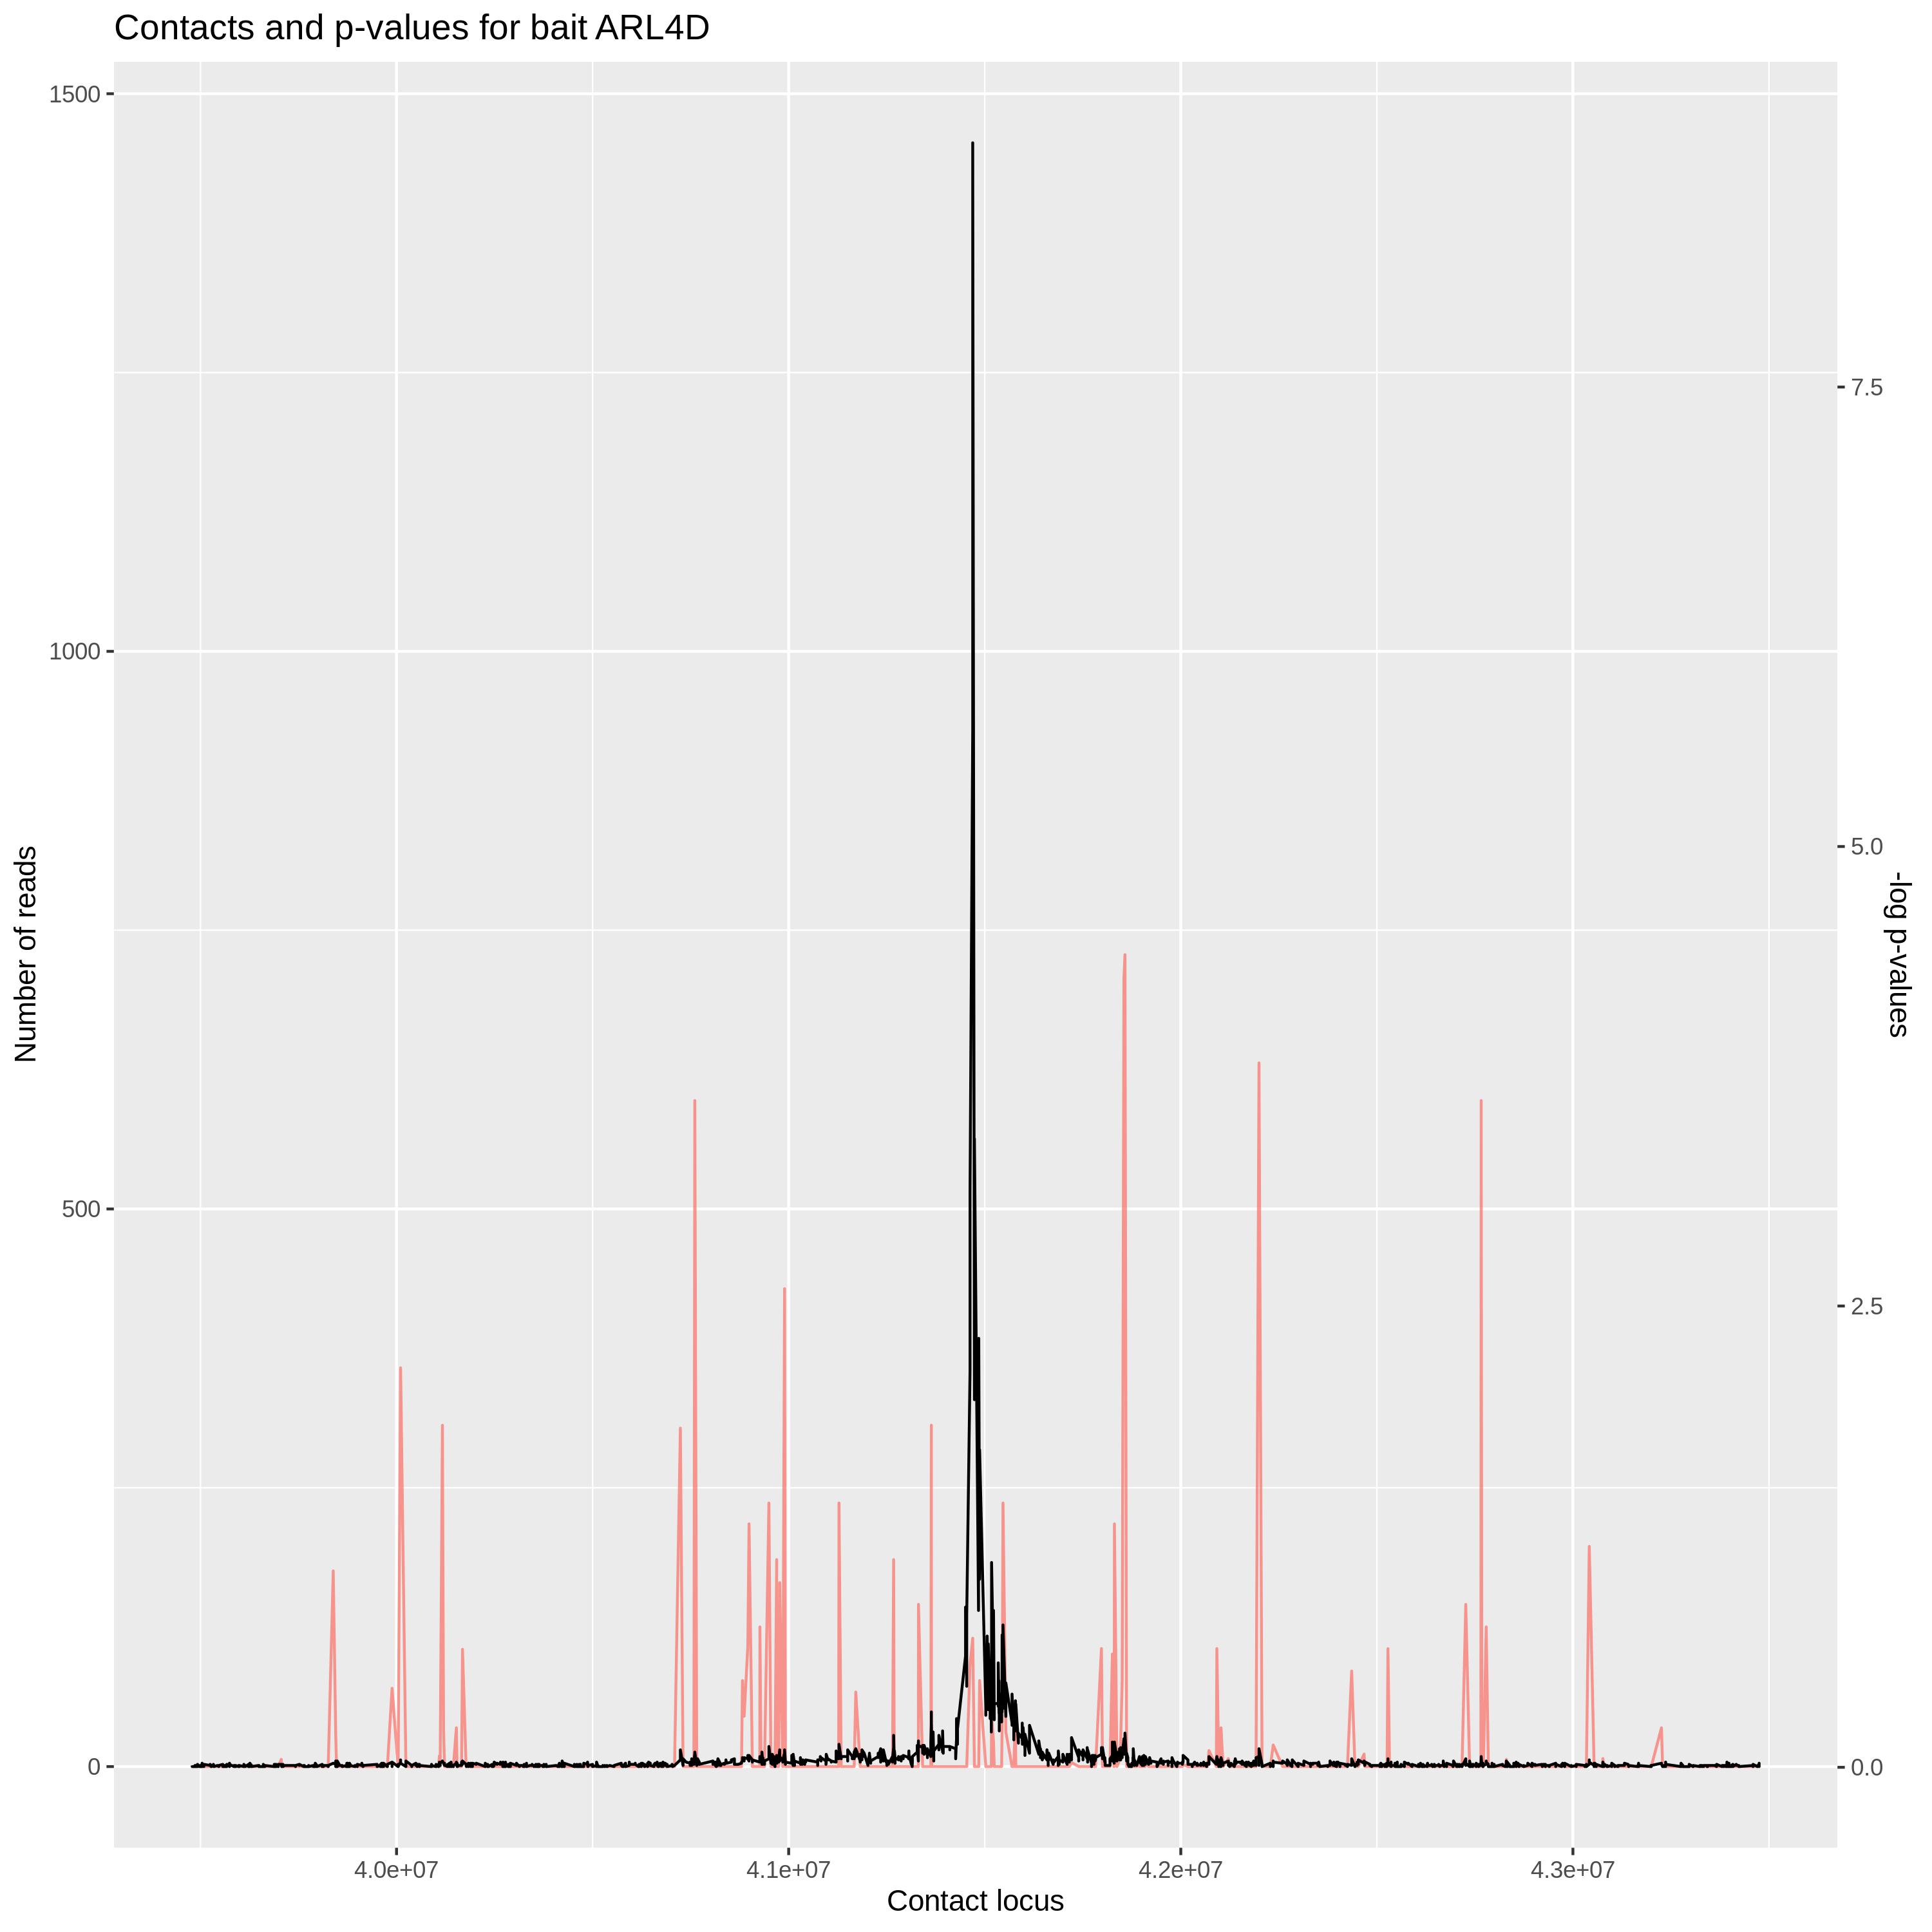 Contacts and p-values for bait ARL4D
1500
1000
500
0
Number of reads
7.5
5.0
2.5
0.0
-log p-values
4.0e+07
4.1e+07
4.2e+07
4.3e+07
Contact locus